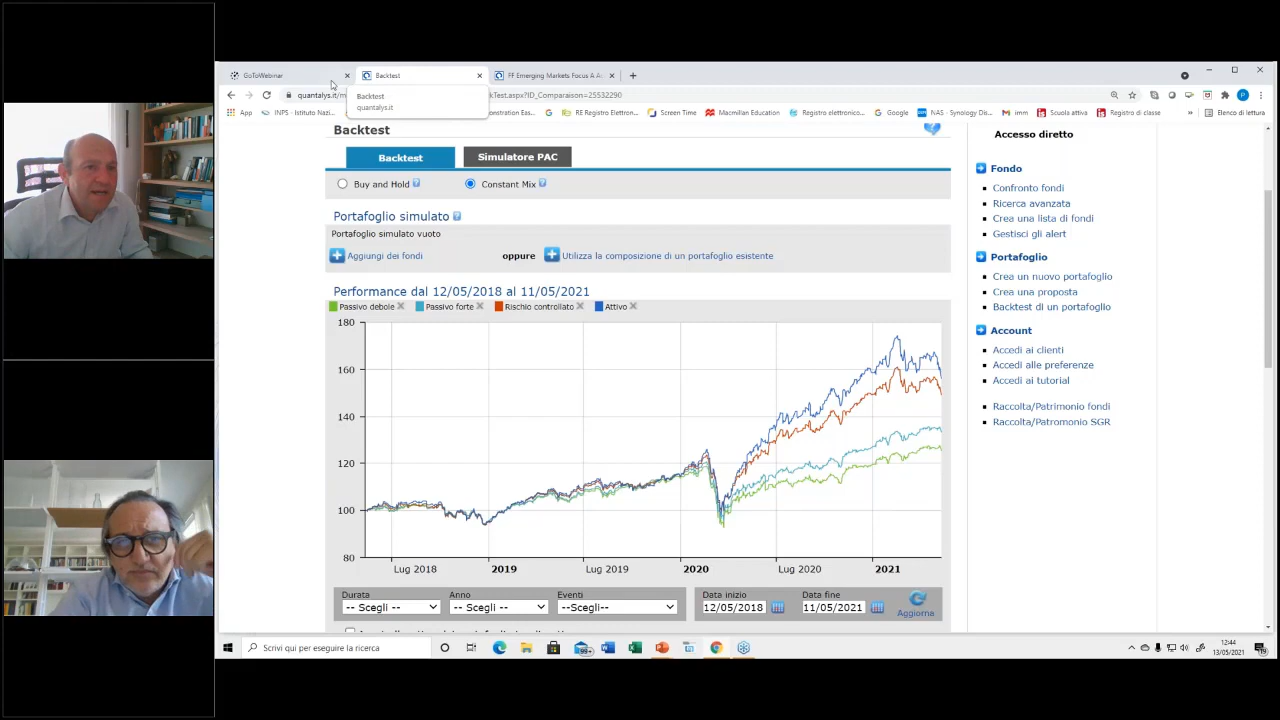 GoToWebinar
Backtest
FF Emerging Markets Focus A A
Backtest
quantalys.it
quantalys.it/m
kTest.aspx?ID_Comparaison=25532290
App
INPS - Istituto Nazi...
onstration Eas...
RE Registro Elettron...
Screen Time
Macmillan Education
Registro elettronico...
Google
NAS - Synology Di...
imm
Scuola attiva
Registro di classe
»
Elenco di lettura
Backtest
Backtest
Simulatore PAC
Buy and Hold ?
Constant Mix ?
Portafoglio simulato ?
Portafoglio simulato vuoto
Aggiungi dei fondi
oppure
Utilizza la composizione di un portafoglio esistente
Performance dal 12/05/2018 al 11/05/2021
Passivo debole
Passivo forte
Rischio controllato
Attivo
180
160
140
120
100
80
Lug 2018
2019
Lug 2019
2020
Lug 2020
2021
Durata
Anno
Eventi
Data inizio
Data fine
-- Scegli --
-- Scegli --
--Scegli--
12/05/2018
11/05/2021
Aggiorna
Accesso diretto
Fondo
Confronto fondi
Ricerca avanzata
Crea una lista di fondi
Gestisci gli alert
Portafoglio
Crea un nuovo portafoglio
Crea una proposta
Backtest di un portafoglio
Account
Accedi ai clienti
Accedi alle preferenze
Accedi ai tutorial
Raccolta/Patrimonio fondi
Raccolta/Patromonio SGR
Scrivi qui per eseguire la ricerca
99+
12:44
13/05/2021